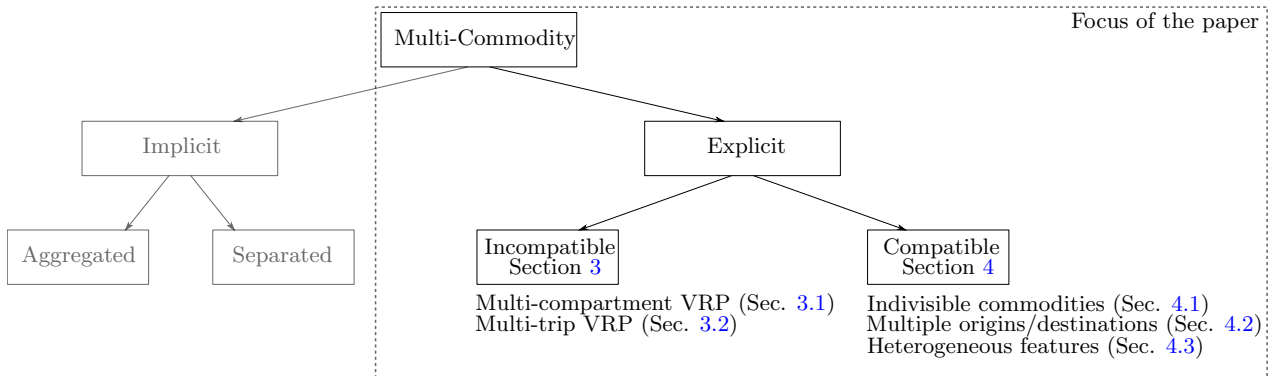 Focus of the paper
Multi-Commodity
Implicit
Explicit
Aggregated
Separated
Incompatible
Section 3
Compatible
Section 4
Multi-compartment VRP (Sec. 3.1)
Multi-trip VRP (Sec. 3.2)
Indivisible commodities (Sec. 4.1)
Multiple origins/destinations (Sec. 4.2)
Heterogeneous features (Sec. 4.3)